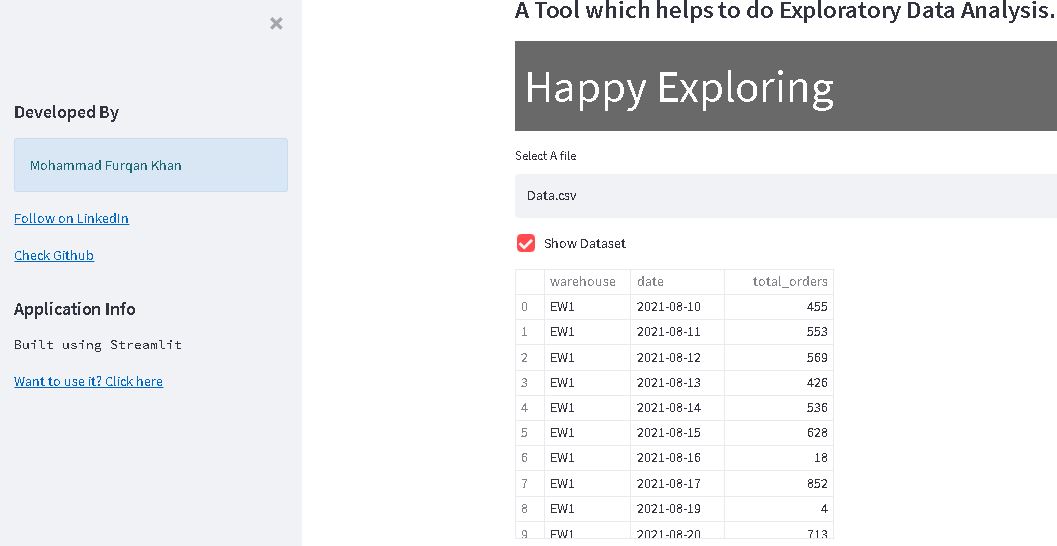 ×
Developed By
Mohammad Furqan Khan
Follow on LinkedIn
Check Github
Application Info
Built using Streamlit
Want to use it? Click here
A Tool which helps to do Exploratory Data Analysis.
Happy Exploring
Select A file
Data.csv
Show Dataset
warehouse date total_orders
0 EW1 2021-08-10 455
1 EW1 2021-08-11 553
2 EW1 2021-08-12 569
3 EW1 2021-08-13 426
4 EW1 2021-08-14 536
5 EW1 2021-08-15 628
6 EW1 2021-08-16 18
7 EW1 2021-08-17 852
8 EW1 2021-08-19 4
9 EW1 2021-08-20 713